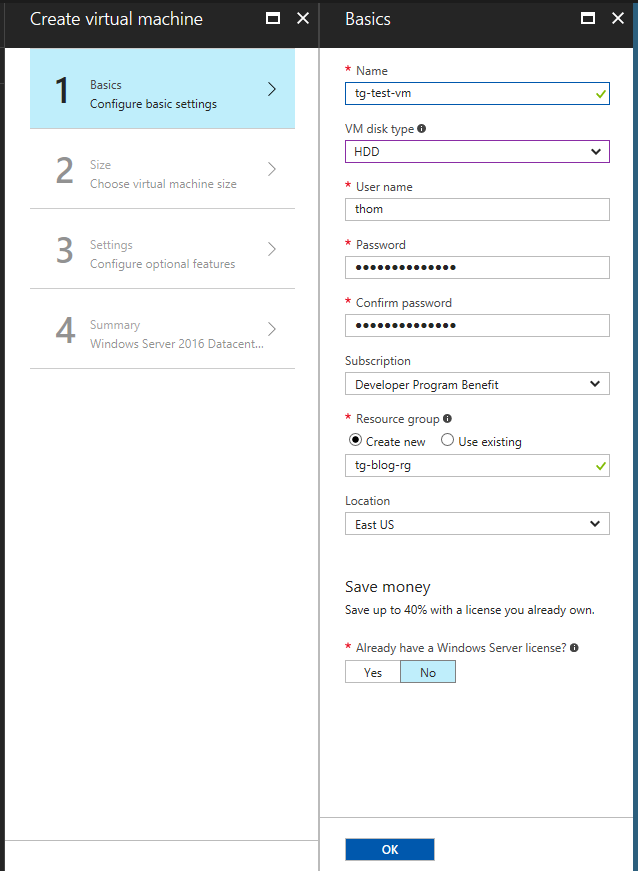 Create virtual machine
1
Basics
Configure basic settings
2
Size
Choose virtual machine size
3
Settings
Configure optional features
4
Summary
Windows Server 2016 Datacent...
Basics
* Name
tg-test-vm
VM disk type
HDD
* User name
thom
* Password
••••••••••••••
* Confirm password
••••••••••••••
Subscription
Developer Program Benefit
* Resource group
Create new Use existing
tg-blog-rg
Location
East US
Save money
Save up to 40% with a license you already own.
* Already have a Windows Server license?
Yes No
OK